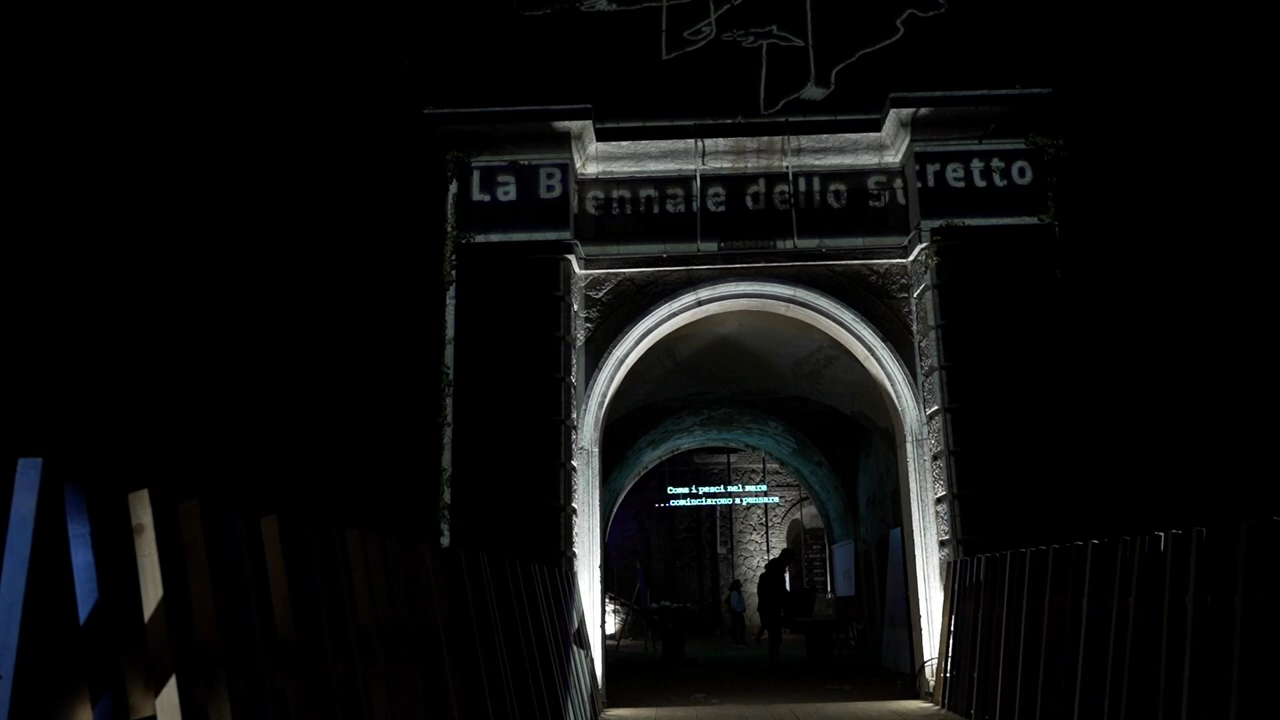 La Biennale dello Stretto
Come i pesci nel mare
...cominciarono a pensare